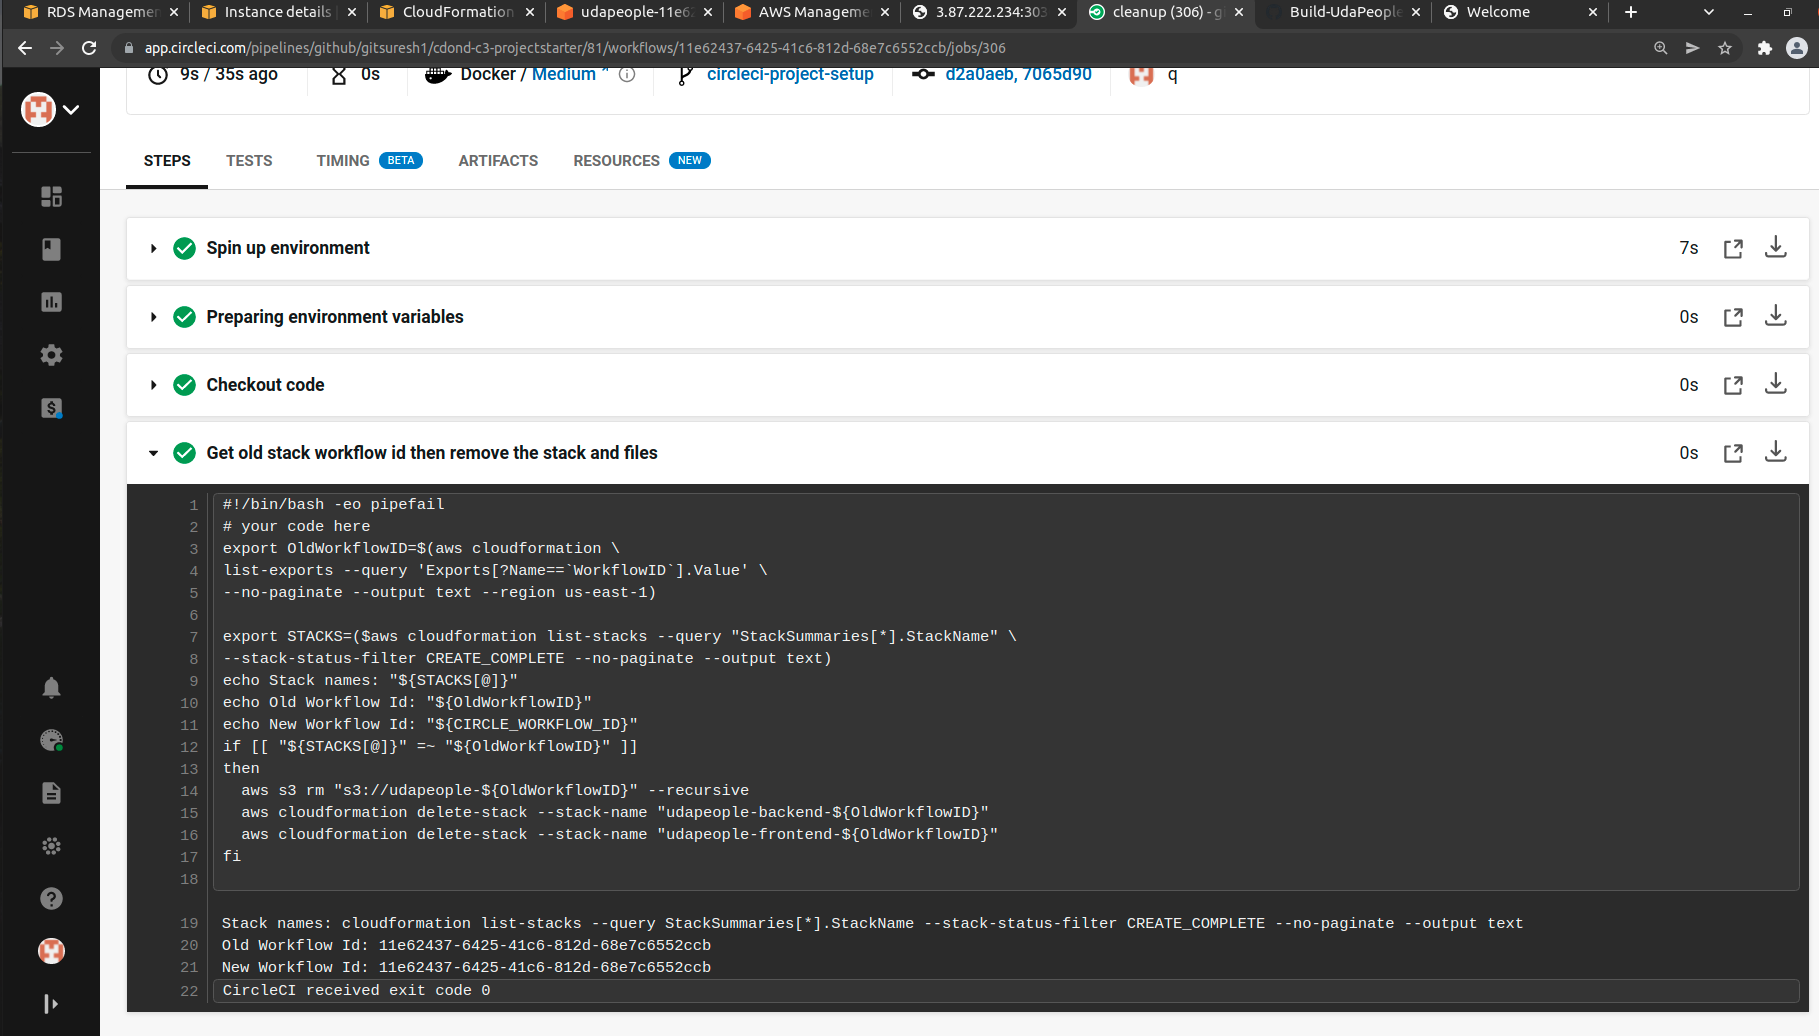 RDS Managemen
Instance details
CloudFormation
udapeople-11e62
AWS Manageme
3.87.222.234:303
cleanup (306) - gi
Build-UdaPeople
Welcome
app.circleci.com/pipelines/github/gitsuresh1/cdond-c3-projectstarter/81/workflows/11e62437-6425-41c6-812d-68e7c6552ccb/jobs/306
9s / 35s ago
0s
Docker / Medium
circleci-project-setup
d2a0aeb, 7065d90
q
STEPS
TESTS
TIMING BETA
ARTIFACTS
RESOURCES NEW
Spin up environment 7s
Preparing environment variables 0s
Checkout code 0s
Get old stack workflow id then remove the stack and files 0s
1 #!/bin/bash -eo pipefail
2 # your code here
3 export OldWorkflowID=$(aws cloudformation \
4 list-exports --query 'Exports[?Name==`WorkflowID`].Value' \
5 --no-paginate --output text --region us-east-1)
6
7 export STACKS=($aws cloudformation list-stacks --query "StackSummaries[*].StackName" \
8 --stack-status-filter CREATE_COMPLETE --no-paginate --output text)
9 echo Stack names: "${STACKS[@]}"
10 echo Old Workflow Id: "${OldWorkflowID}"
11 echo New Workflow Id: "${CIRCLE_WORKFLOW_ID}"
12 if [[ "${STACKS[@]}" =~ "${OldWorkflowID}" ]]
13 then
14   aws s3 rm "s3://udapeople-${OldWorkflowID}" --recursive
15   aws cloudformation delete-stack --stack-name "udapeople-backend-${OldWorkflowID}"
16   aws cloudformation delete-stack --stack-name "udapeople-frontend-${OldWorkflowID}"
17 fi
18
19 Stack names: cloudformation list-stacks --query StackSummaries[*].StackName --stack-status-filter CREATE_COMPLETE --no-paginate --output text
20 Old Workflow Id: 11e62437-6425-41c6-812d-68e7c6552ccb
21 New Workflow Id: 11e62437-6425-41c6-812d-68e7c6552ccb
22 CircleCI received exit code 0